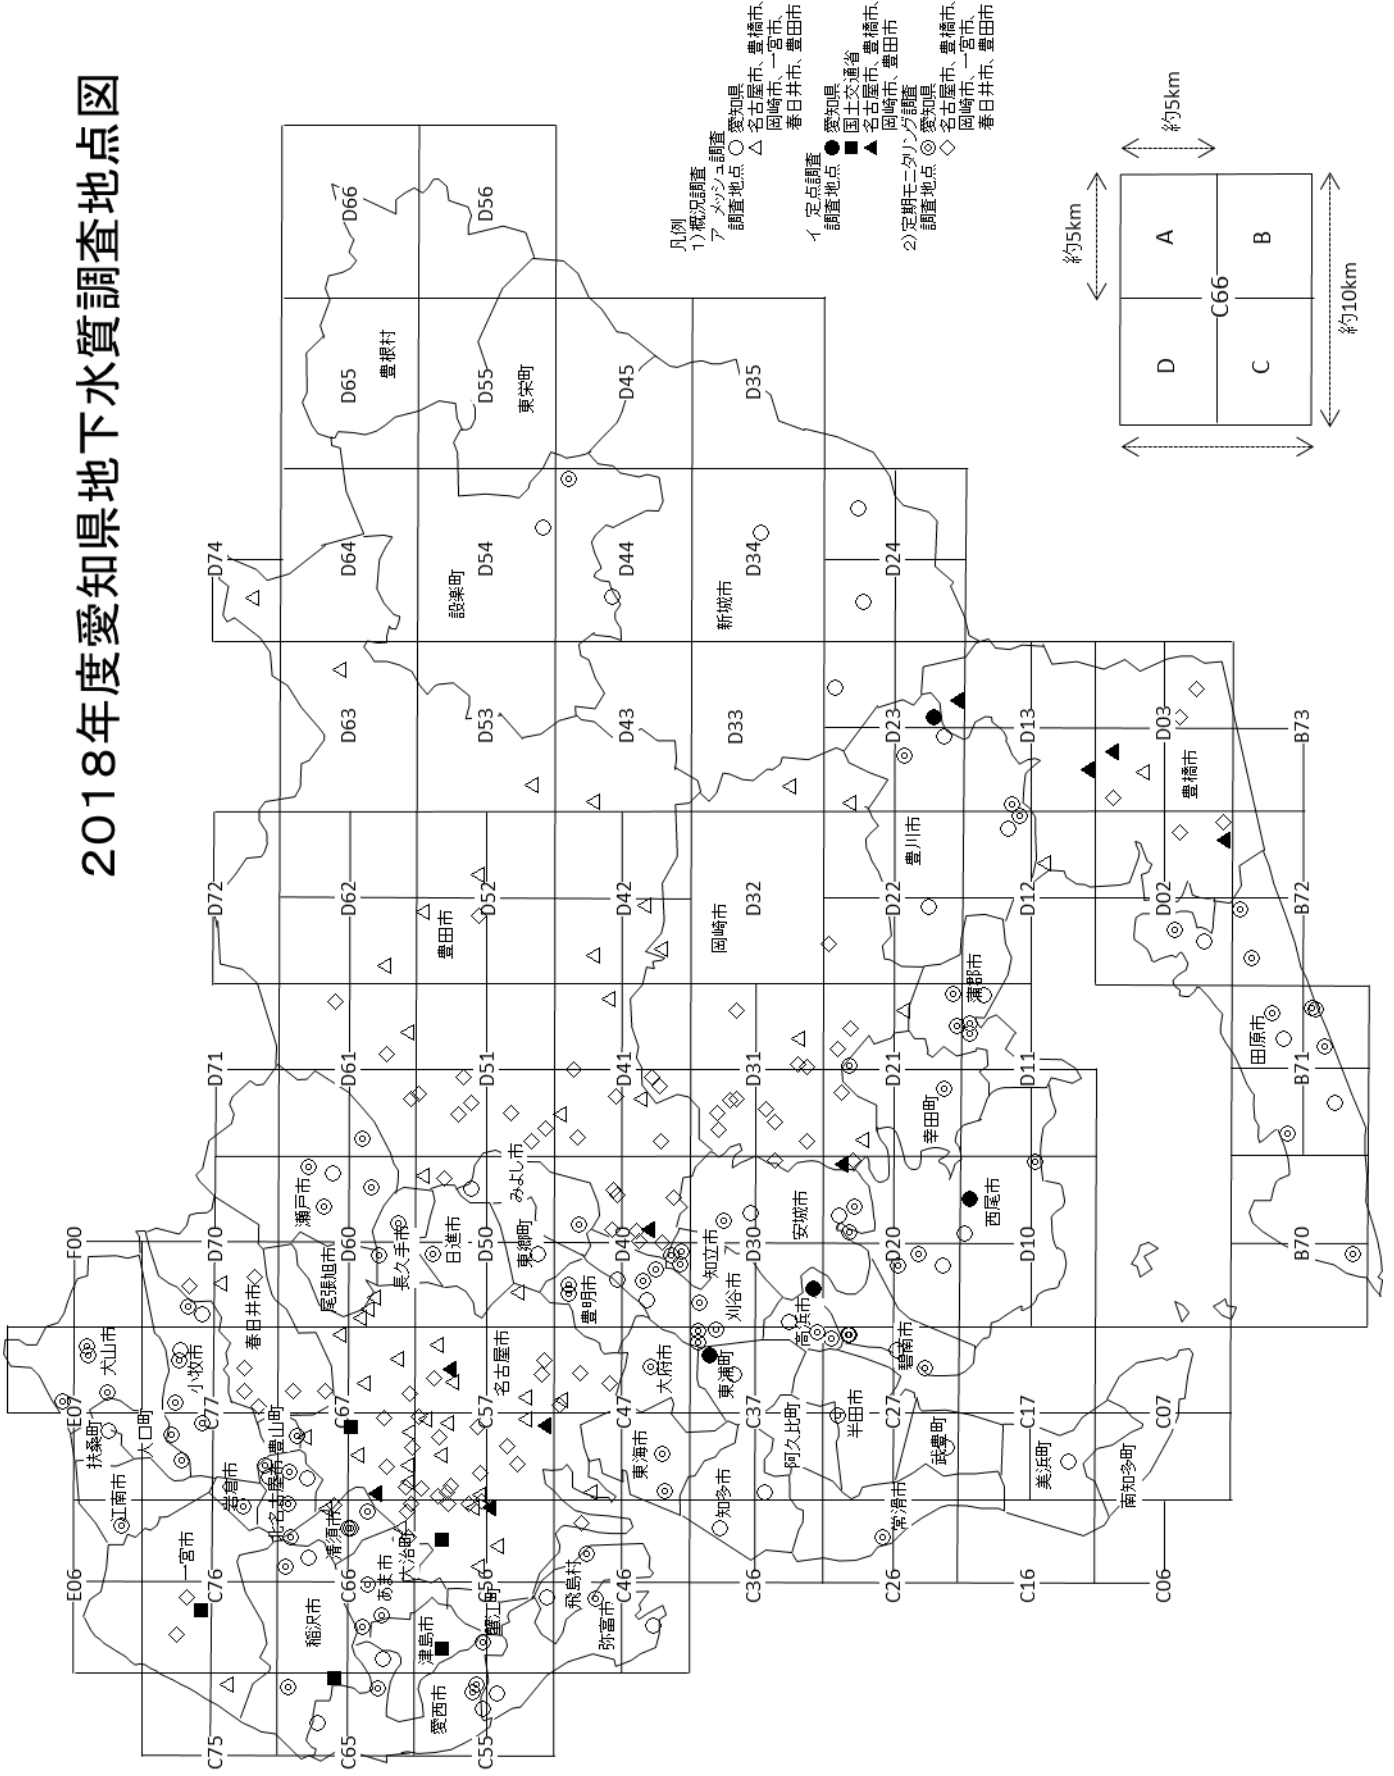 2018年度愛知県地下水質調査地点図
凡例
1)概況調査
ア メッシュ調査
調査地点 ○ 愛知県
△ 名古屋市、豊橋市、
岡崎市、一宮市、
春日井市、豊田市
イ 定点調査
調査地点 ● 愛知県
■ 国土交通省
▲ 名古屋市、豊橋市、
岡崎市、豊田市
2)定期モニタリング調査
調査地点 ◎ 愛知県
◇ 名古屋市、豊橋市、
岡崎市、一宮市、
春日井市、豊田市
約5km
約5km
約10km
D
A
C66
C
B
E06
E07
F00
C75
C76
C77
D70
D71
D72
D74
C65
C66
C67
D60
D61
D62
D63
D64
D65
D66
C55
C56
C57
D50
D51
D52
D53
D54
D55
D56
C46
C47
D40
D41
D42
D43
D44
D45
C36
C37
D30
D31
D32
D33
D34
D35
C26
C27
D20
D21
D22
D23
D24
C16
C17
D10
D11
D12
D13
C06
C07
D02
D03
B70
B71
B72
B73
犬山市
扶桑町
大口町
江南市
小牧市
一宮市
岩倉市
春日井市
豊山町
北名古屋市
清須市
稲沢市
あま市
大治町
津島市
愛西市
蟹江町
飛島村
弥富市
名古屋市
瀬戸市
尾張旭市
長久手市
日進市
東郷町
みよし市
豊明市
豊田市
設楽町
豊根村
東栄町
新城市
岡崎市
知立市
刈谷市
安城市
大府市
東浦町
東海市
知多市
阿久比町
高浜市
半田市
碧南市
常滑市
武豊町
美浜町
南知多町
西尾市
幸田町
蒲郡市
豊川市
豊橋市
田原市